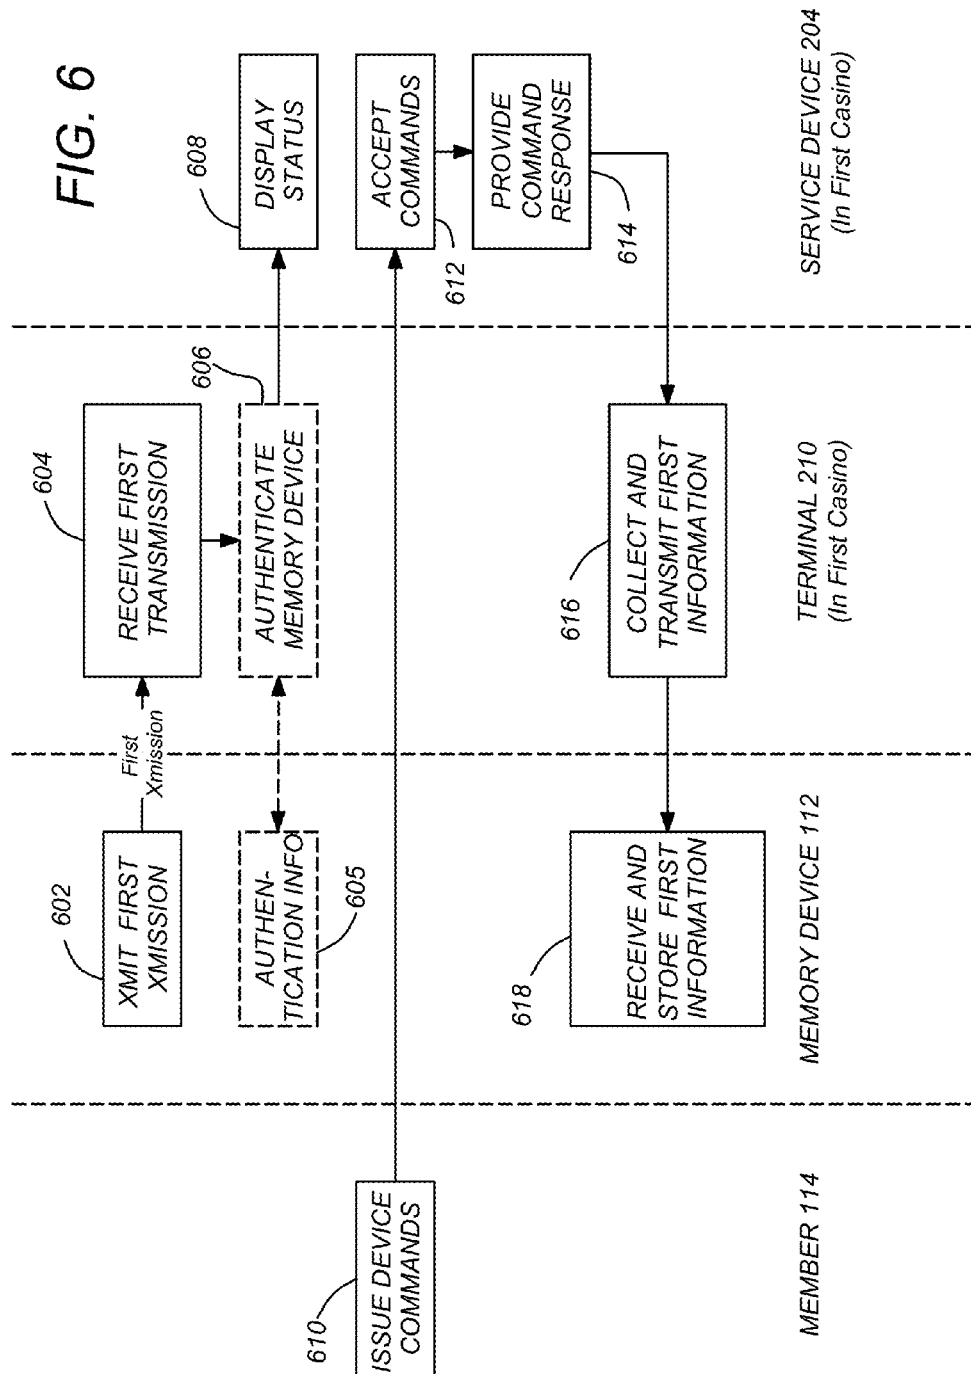 FIG. 6
602
XMIT FIRST
XMISSION
First
Xmission
604
RECEIVE FIRST
TRANSMISSION
605
AUTHEN-
TICATION INFO
606
AUTHENTICATE
MEMORY DEVICE
608
DISPLAY
STATUS
610
ISSUE DEVICE
COMMANDS
612
ACCEPT
COMMANDS
614
PROVIDE
COMMAND
RESPONSE
616
COLLECT AND
TRANSMIT FIRST
INFORMATION
618
RECEIVE AND
STORE FIRST
INFORMATION
MEMBER 114
MEMORY DEVICE 112
TERMINAL 210
(In First Casino)
SERVICE DEVICE 204
(In First Casino)